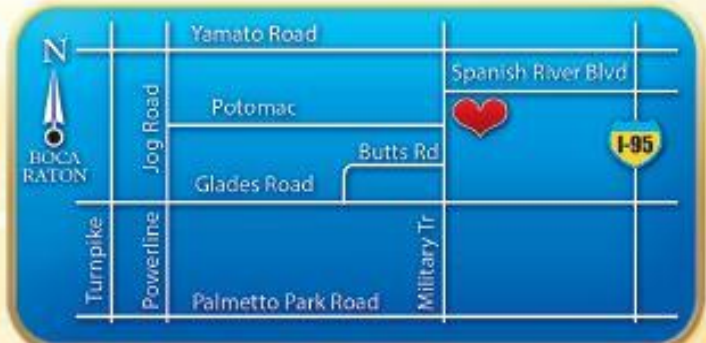 Yamato Road
N
Spanish River Blvd
Jog Road
Potomac
I-95
Butts Rd
BOCA
RATON
Glades Road
Turnpike
Powerline
Military Tr
Palmetto Park Road